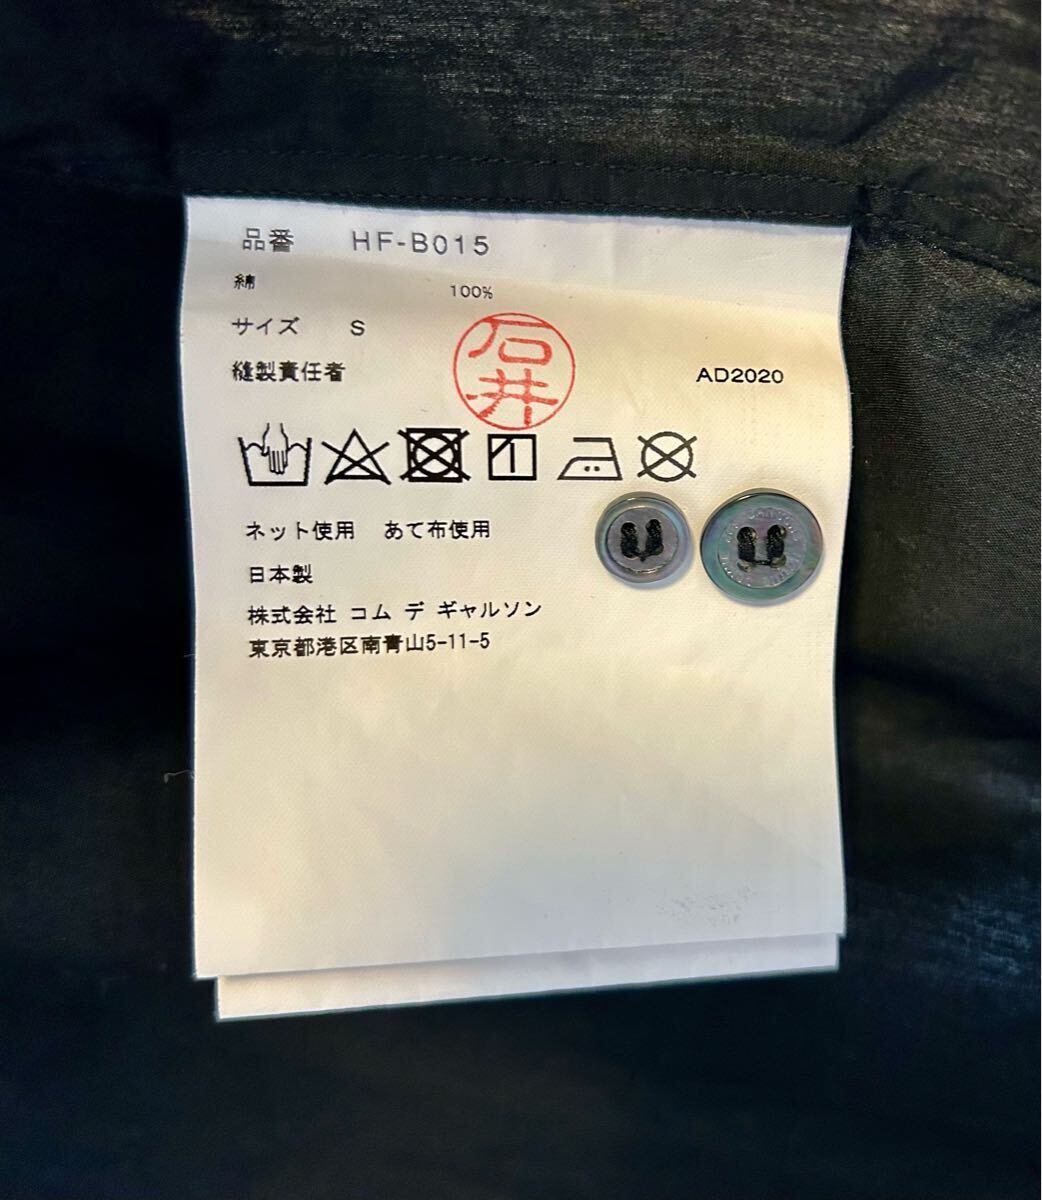 品番 HF-B015
綿 100%
サイズ S
縫製責任者 石井 AD2020
ネット使用 あて布使用
日本製
株式会社 コム デ ギャルソン
東京都港区南青山5-11-5